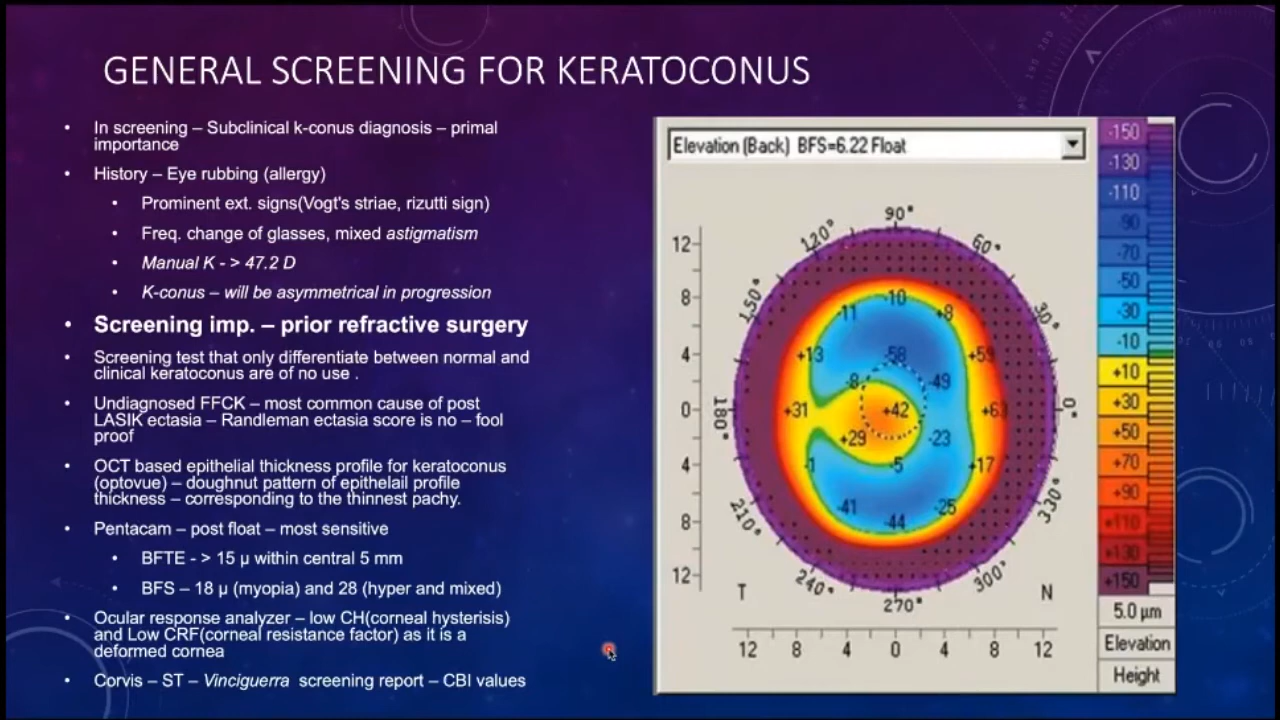 GENERAL SCREENING FOR KERATOCONUS
• In screening – Subclinical k-conus diagnosis – primal
importance
• History – Eye rubbing (allergy)
• Prominent ext. signs(Vogt's striae, rizutti sign)
• Freq. change of glasses, mixed astigmatism
• Manual K - > 47.2 D
• K-conus – will be asymmetrical in progression
• Screening imp. – prior refractive surgery
• Screening test that only differentiate between normal and
clinical keratoconus are of no use .
• Undiagnosed FFCK – most common cause of post
LASIK ectasia – Randleman ectasia score is no – fool
proof
• OCT based epithelial thickness profile for keratoconus
(optovue) – doughnut pattern of epithelail profile
thickness – corresponding to the thinnest pachy.
• Pentacam – post float – most sensitive
• BFTE - > 15 µ within central 5 mm
• BFS – 18 µ (myopia) and 28 (hyper and mixed)
• Ocular response analyzer – low CH(corneal hysterisis)
and Low CRF(corneal resistance factor) as it is a
deformed cornea
• Corvis – ST – Vinciguerra screening report – CBI values
Elevation (Back) BFS=6.22 Float
90°
120° 60°
150° 30°
180° 0°
210° 330°
240° 300°
270°
12
8
4
0
4
8
12
-10
-11 +8
-58
+13 +59
-8 -49
+31 +42
+29 -23
-1 -5 +17
-41 -25
-44
T N
12 8 4 0 4 8 12
-150
-130
-110
-90
-70
-50
-30
-10
+10
+30
+50
+70
+90
+110
+130
+150
5.0 µm
Elevation
Height